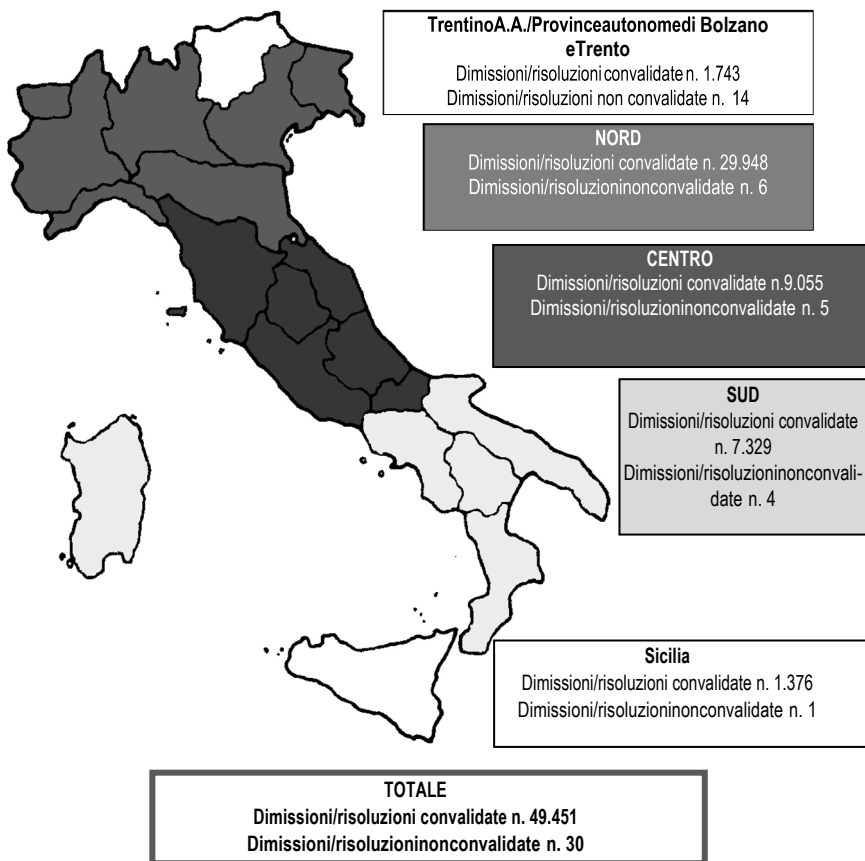 TrentinoA.A./Provinceautonomedi Bolzano
eTrento
Dimissioni/risoluzioni convalidate n. 1.743
Dimissioni/risoluzioni non convalidate n. 14
NORD
Dimissioni/risoluzioni convalidate n. 29.948
Dimissioni/risoluzioninonconvalidate n. 6
CENTRO
Dimissioni/risoluzioni convalidate n.9.055
Dimissioni/risoluzioninonconvalidate n. 5
SUD
Dimissioni/risoluzioni convalidate
n. 7.329
Dimissioni/risoluzioninonconvali-
date n. 4
Sicilia
Dimissioni/risoluzioni convalidate n. 1.376
Dimissioni/risoluzioninonconvalidate n. 1
TOTALE
Dimissioni/risoluzioni convalidate n. 49.451
Dimissioni/risoluzioninonconvalidate n. 30